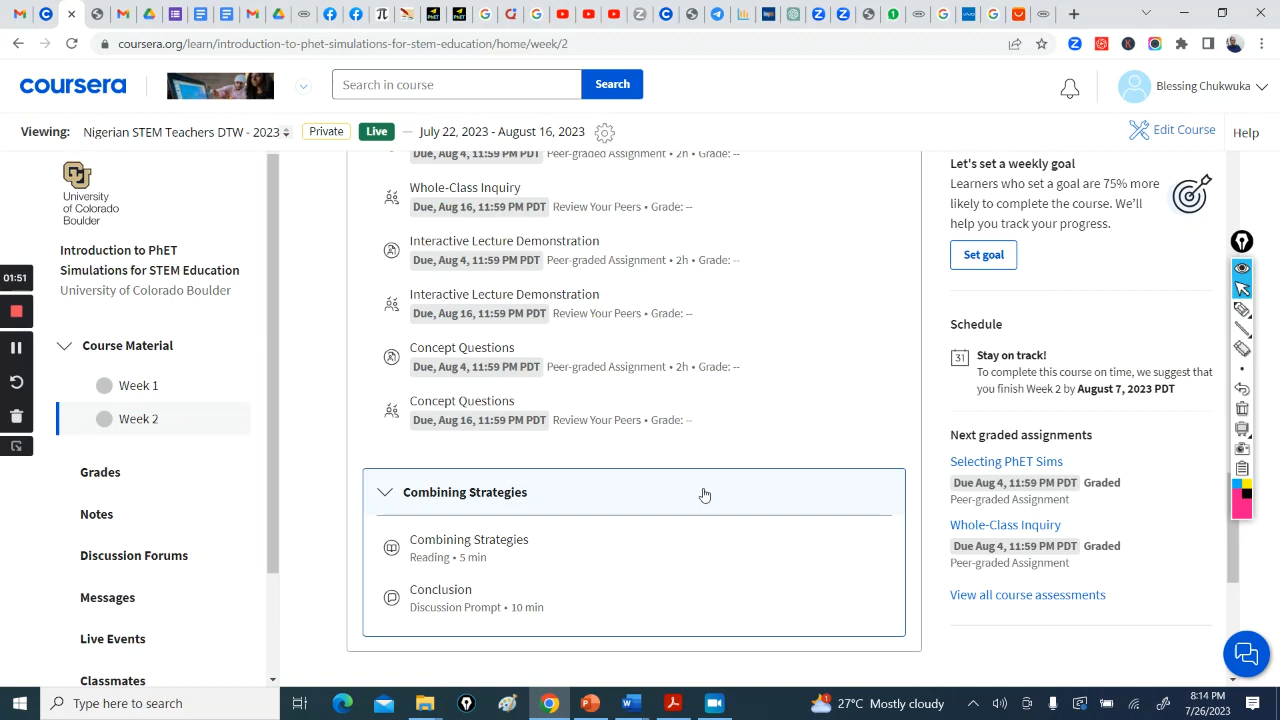 coursera.org/learn/introduction-to-phet-simulations-for-stem-education/home/week/2
coursera
Search in course
Search
Blessing Chukwuka
Viewing:
Nigerian STEM Teachers DTW - 2023
Private
Live
— July 22, 2023 - August 16, 2023
Edit Course
Help
University
of Colorado
Boulder
Introduction to PhET
Simulations for STEM Education
University of Colorado Boulder
01:51
Course Material
Week 1
Week 2
Grades
Notes
Discussion Forums
Messages
Live Events
Classmates
Due, Aug 4, 11:59 PM PDT Peer-graded Assignment • 2h • Grade: --
Whole-Class Inquiry
Due, Aug 16, 11:59 PM PDT Review Your Peers • Grade: --
Interactive Lecture Demonstration
Due, Aug 4, 11:59 PM PDT Peer-graded Assignment • 2h • Grade: --
Interactive Lecture Demonstration
Due, Aug 16, 11:59 PM PDT Review Your Peers • Grade: --
Concept Questions
Due, Aug 4, 11:59 PM PDT Peer-graded Assignment • 2h • Grade: --
Concept Questions
Due, Aug 16, 11:59 PM PDT Review Your Peers • Grade: --
Combining Strategies
Combining Strategies
Reading • 5 min
Conclusion
Discussion Prompt • 10 min
Let's set a weekly goal
Learners who set a goal are 75% more
likely to complete the course. We'll
help you track your progress.
Set goal
Schedule
31
Stay on track!
To complete this course on time, we suggest that
you finish Week 2 by August 7, 2023 PDT
Next graded assignments
Selecting PhET Sims
Due Aug 4, 11:59 PM PDT Graded
Peer-graded Assignment
Whole-Class Inquiry
Due Aug 4, 11:59 PM PDT Graded
Peer-graded Assignment
View all course assessments
Type here to search
27°C Mostly cloudy
8:14 PM
7/26/2023